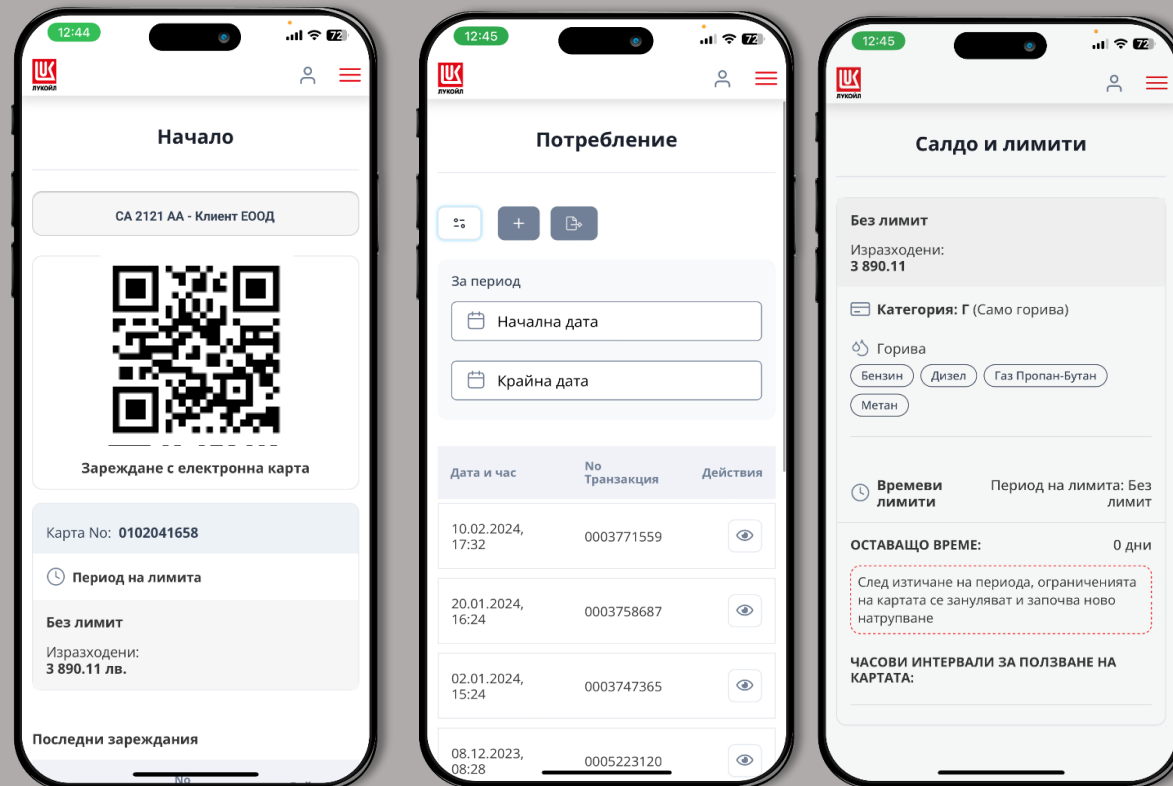 12:44
72
ЛУКОЙЛ
Начало
СА 2121 АА - Клиент ЕООД
Зареждане с електронна карта
Карта No: 0102041658
Период на лимита
Без лимит
Изразходени:
3 890.11 лв.
Последни зареждания
No
12:45
72
ЛУКОЙЛ
Потребление
За период
Начална дата
Крайна дата
Дата и час
No
Транзакция
Действия
10.02.2024,
17:32
0003771559
20.01.2024,
16:24
0003758687
02.01.2024,
15:24
0003747365
08.12.2023,
08:28
0005223120
12:45
72
ЛУКОЙЛ
Салдо и лимити
Без лимит
Изразходени:
3 890.11
Категория: Г (Само горива)
Горива
Бензин
Дизел
Газ Пропан-Бутан
Метан
Времеви
лимити
Период на лимита: Без
лимит
ОСТАВАЩО ВРЕМЕ:
0 дни
След изтичане на периода, ограниченията
на картата се зануляват и започва ново
натрупване
ЧАСОВИ ИНТЕРВАЛИ ЗА ПОЛЗВАНЕ НА
КАРТАТА: